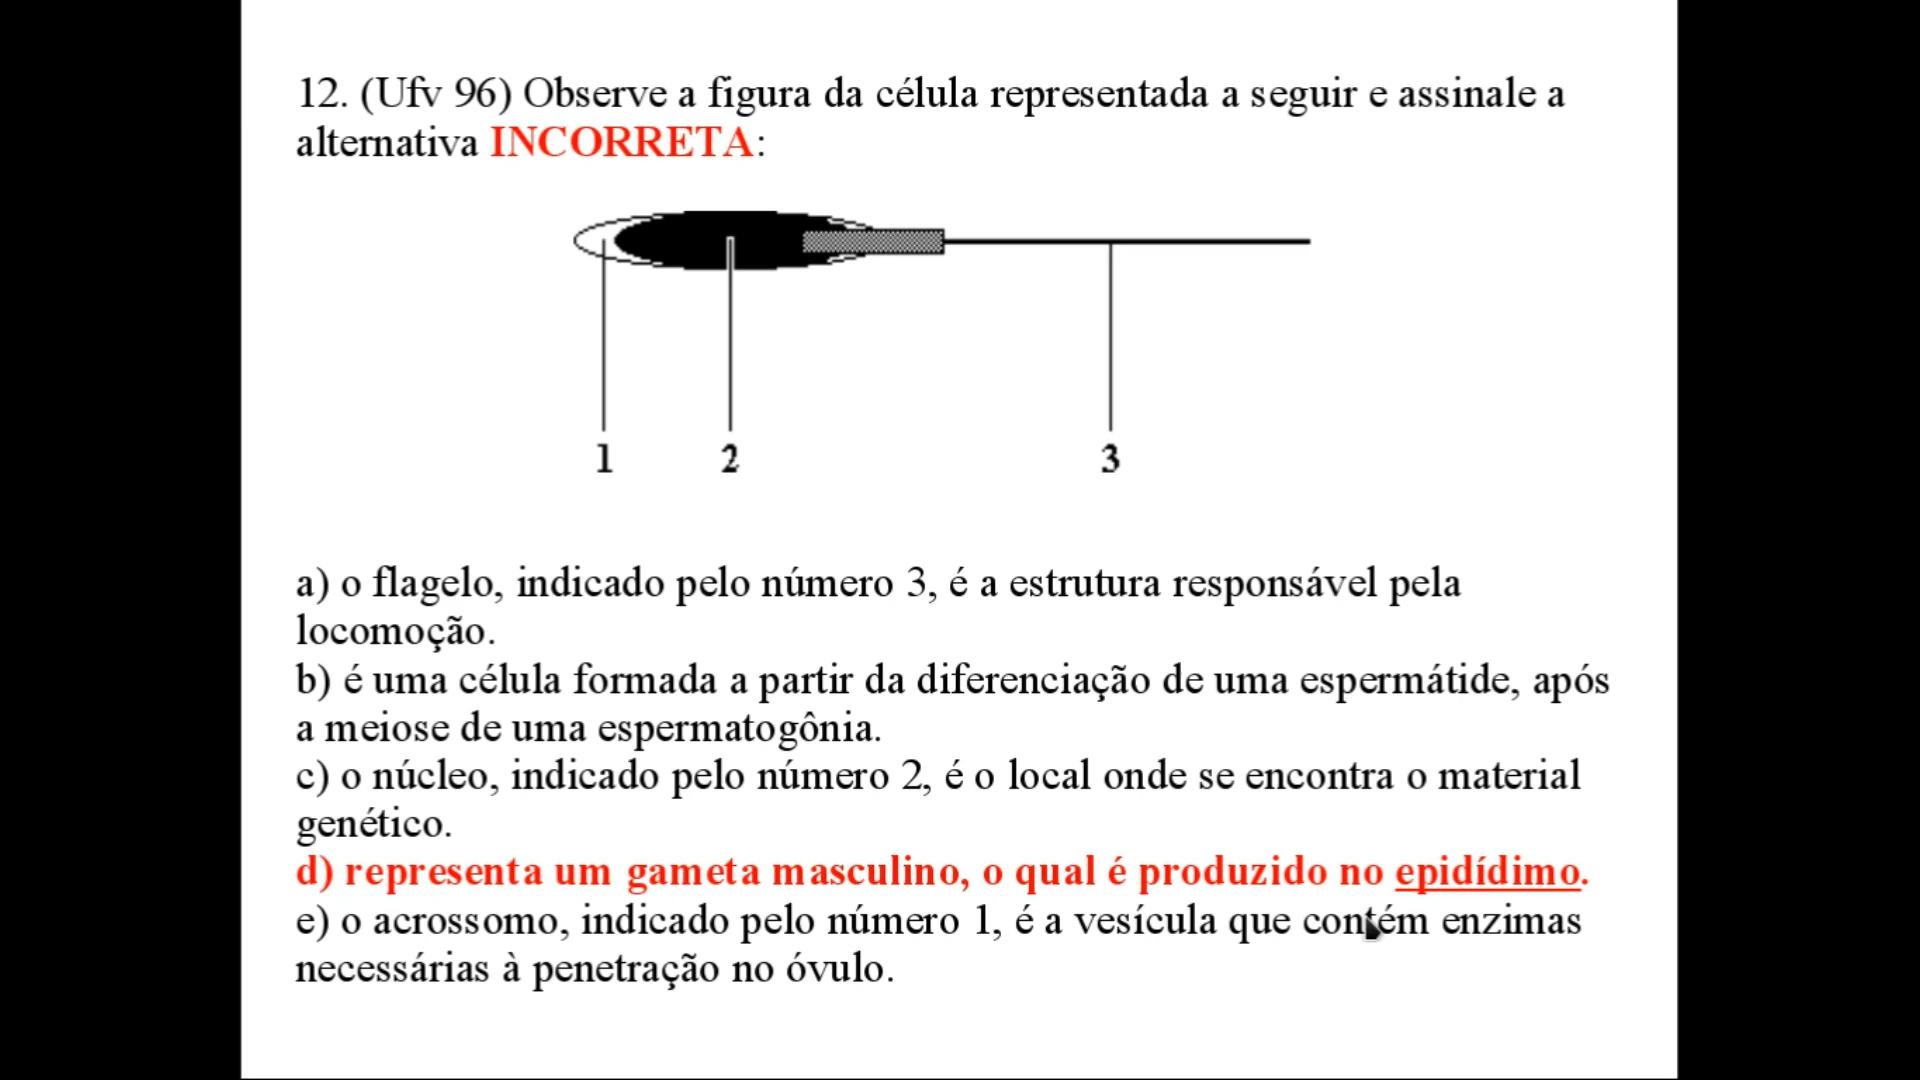 12. (Ufv 96) Observe a figura da célula representada a seguir e assinale a
alternativa INCORRETA:
1 2 3
a) o flagelo, indicado pelo número 3, é a estrutura responsável pela
locomoção.
b) é uma célula formada a partir da diferenciação de uma espermátide, após
a meiose de uma espermatogônia.
c) o núcleo, indicado pelo número 2, é o local onde se encontra o material
genético.
d) representa um gameta masculino, o qual é produzido no epidídimo.
e) o acrossomo, indicado pelo número 1, é a vesícula que contém enzimas
necessárias à penetração no óvulo.